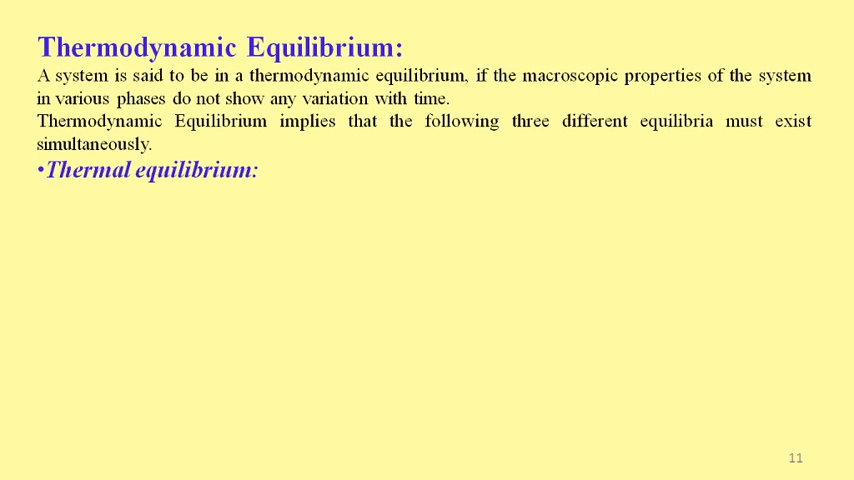 Thermodynamic Equilibrium:
A system is said to be in a thermodynamic equilibrium, if the macroscopic properties of the system
in various phases do not show any variation with time.
Thermodynamic Equilibrium implies that the following three different equilibria must exist
simultaneously.
•Thermal equilibrium:
11